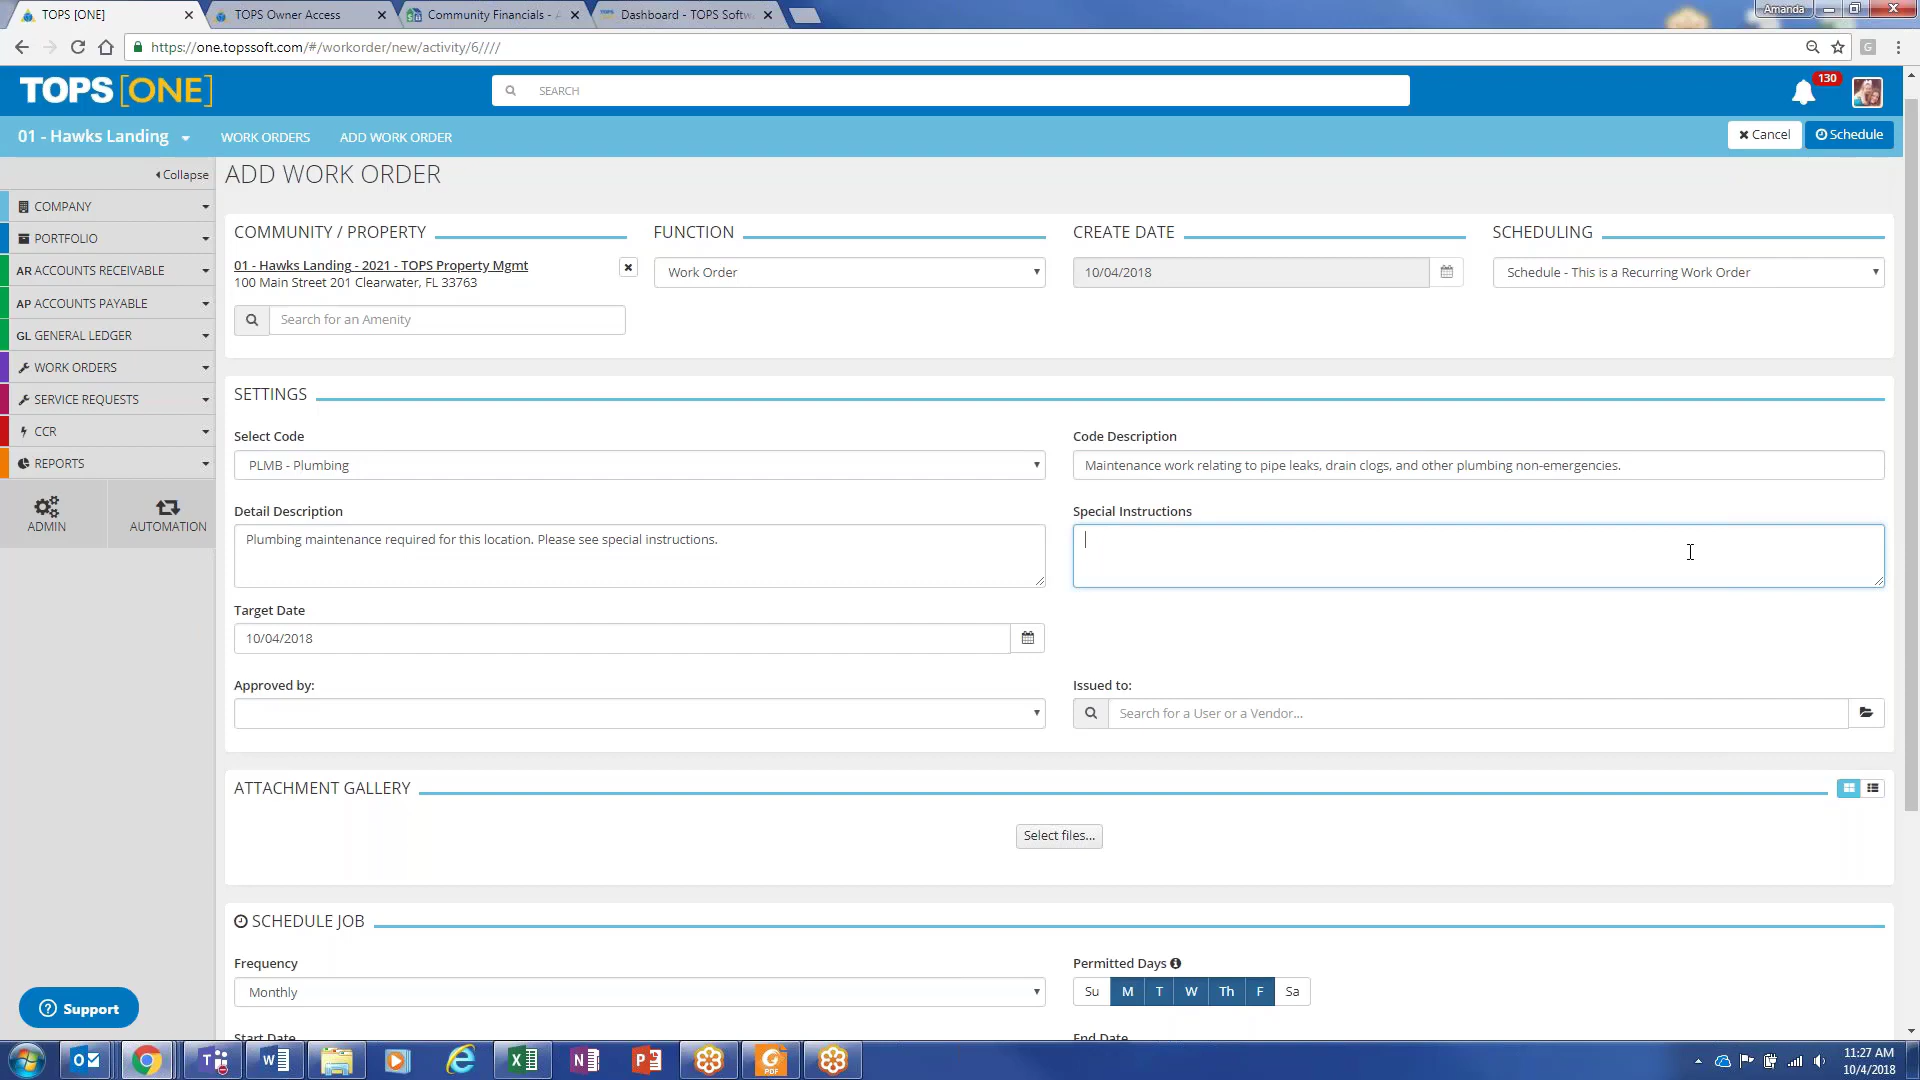 TOPS [ONE]
TOPS Owner Access
Community Financials - A
Dashboard - TOPS Softw
Amanda
https://one.topssoft.com/#/workorder/new/activity/6////
TOPS [ONE]
SEARCH
130
01 - Hawks Landing
WORK ORDERS
ADD WORK ORDER
Cancel
Schedule
Collapse
COMPANY
PORTFOLIO
AR ACCOUNTS RECEIVABLE
AP ACCOUNTS PAYABLE
GL GENERAL LEDGER
WORK ORDERS
SERVICE REQUESTS
CCR
REPORTS
ADMIN
AUTOMATION
ADD WORK ORDER
COMMUNITY / PROPERTY
FUNCTION
CREATE DATE
SCHEDULING
01 - Hawks Landing - 2021 - TOPS Property Mgmt
100 Main Street 201 Clearwater, FL 33763
Work Order
10/04/2018
Schedule - This is a Recurring Work Order
Search for an Amenity
SETTINGS
Select Code
Code Description
PLMB - Plumbing
Maintenance work relating to pipe leaks, drain clogs, and other plumbing non-emergencies.
Detail Description
Special Instructions
Plumbing maintenance required for this location. Please see special instructions.
Target Date
10/04/2018
Approved by:
Issued to:
Search for a User or a Vendor...
ATTACHMENT GALLERY
Select files...
SCHEDULE JOB
Frequency
Permitted Days
Monthly
Su M T W Th F Sa
Start Date
End Date
Support
11:27 AM
10/4/2018